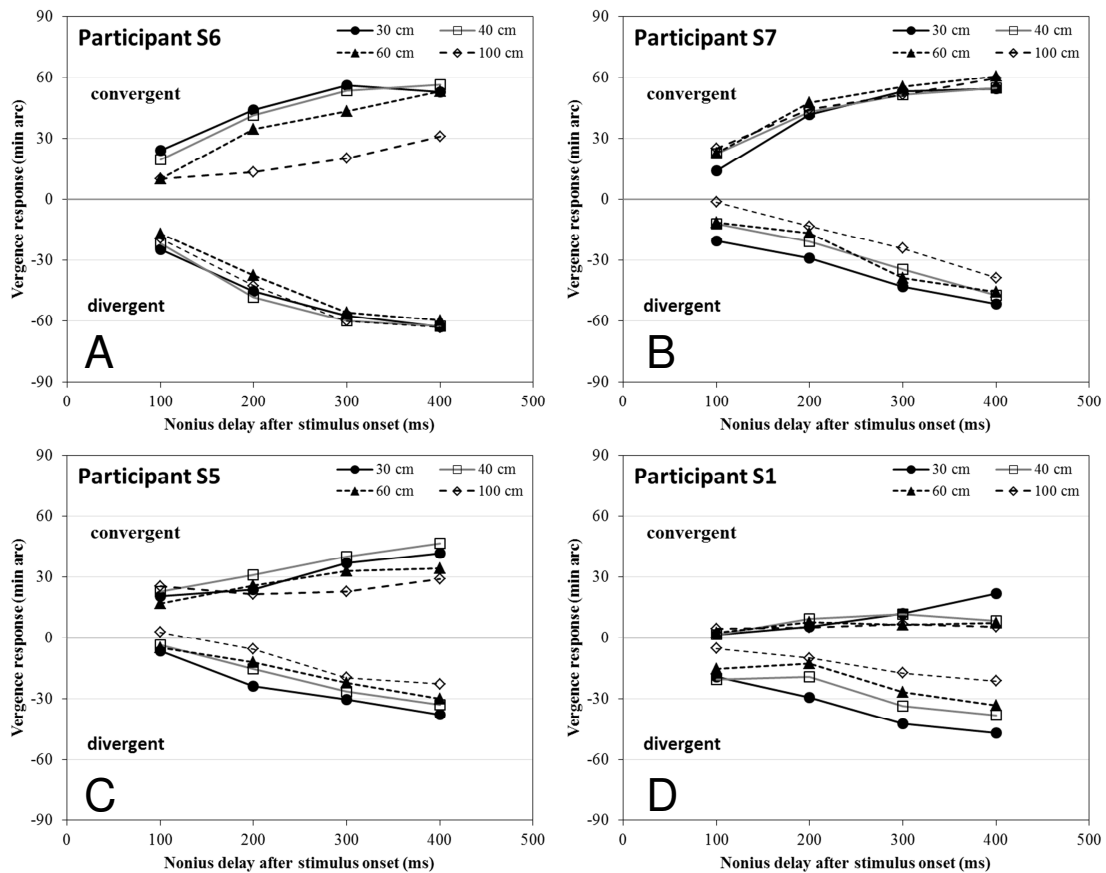 Participant S6
30 cm 40 cm
60 cm 100 cm
convergent
divergent
A
90
60
30
0
-30
-60
-90
0 100 200 300 400 500
Vergence response (min arc)
Nonius delay after stimulus onset (ms)
Participant S7
30 cm 40 cm
60 cm 100 cm
convergent
divergent
B
90
60
30
0
-30
-60
-90
0 100 200 300 400 500
Vergence response (min arc)
Nonius delay after stimulus onset (ms)
Participant S5
30 cm 40 cm
60 cm 100 cm
convergent
divergent
C
90
60
30
0
-30
-60
-90
0 100 200 300 400 500
Vergence response (min arc)
Nonius delay after stimulus onset (ms)
Participant S1
30 cm 40 cm
60 cm 100 cm
convergent
divergent
D
90
60
30
0
-30
-60
-90
0 100 200 300 400 500
Vergence response (min arc)
Nonius delay after stimulus onset (ms)